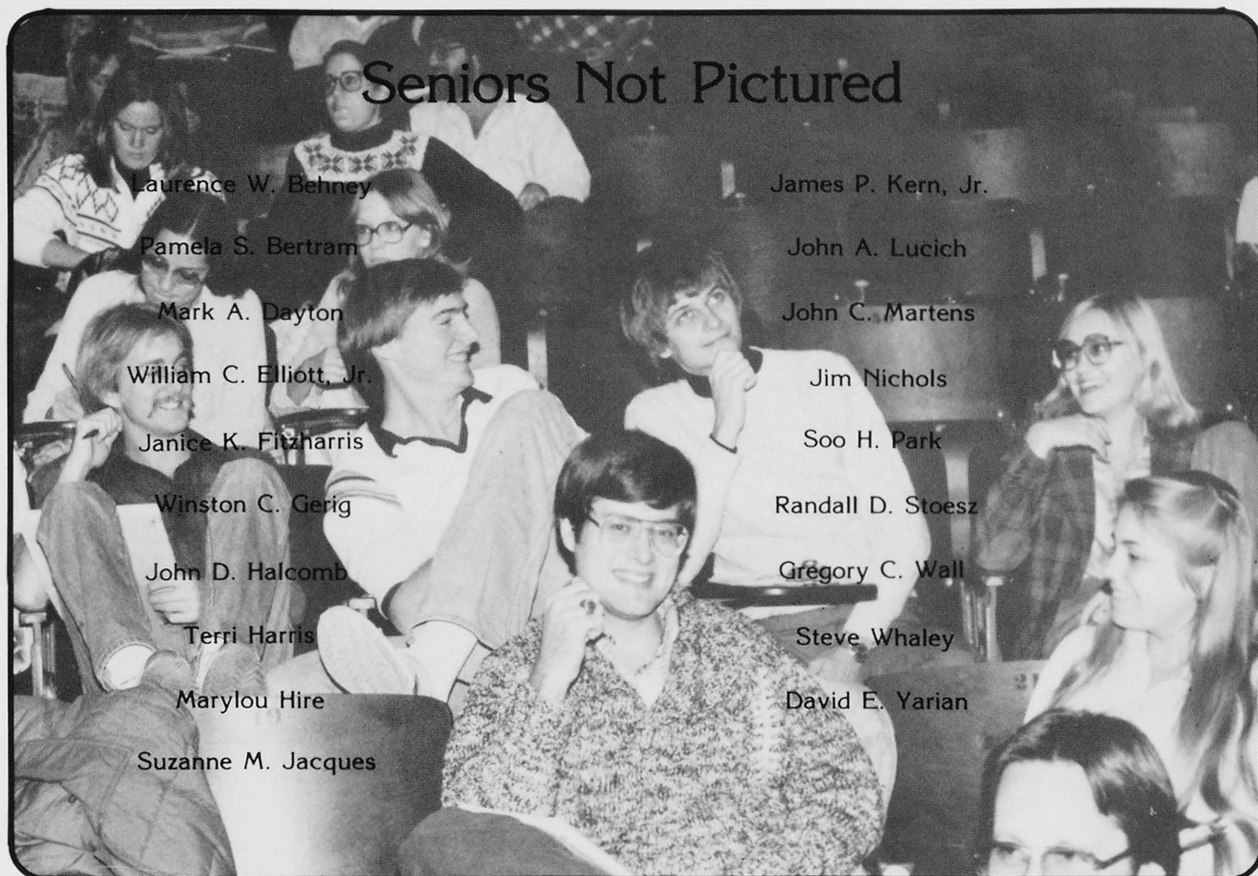 Seniors Not Pictured
Laurence W. Behney
Pamela S. Bertram
Mark A. Dayton
William C. Elliott, Jr.
Janice K. Fitzharris
Winston C. Gerig
John D. Halcomb
Terri Harris
Marylou Hire
Suzanne M. Jacques
James P. Kern, Jr.
John A. Lucich
John C. Martens
Jim Nichols
Soo H. Park
Randall D. Stoesz
Gregory C. Wall
Steve Whaley
David E. Yarian
19